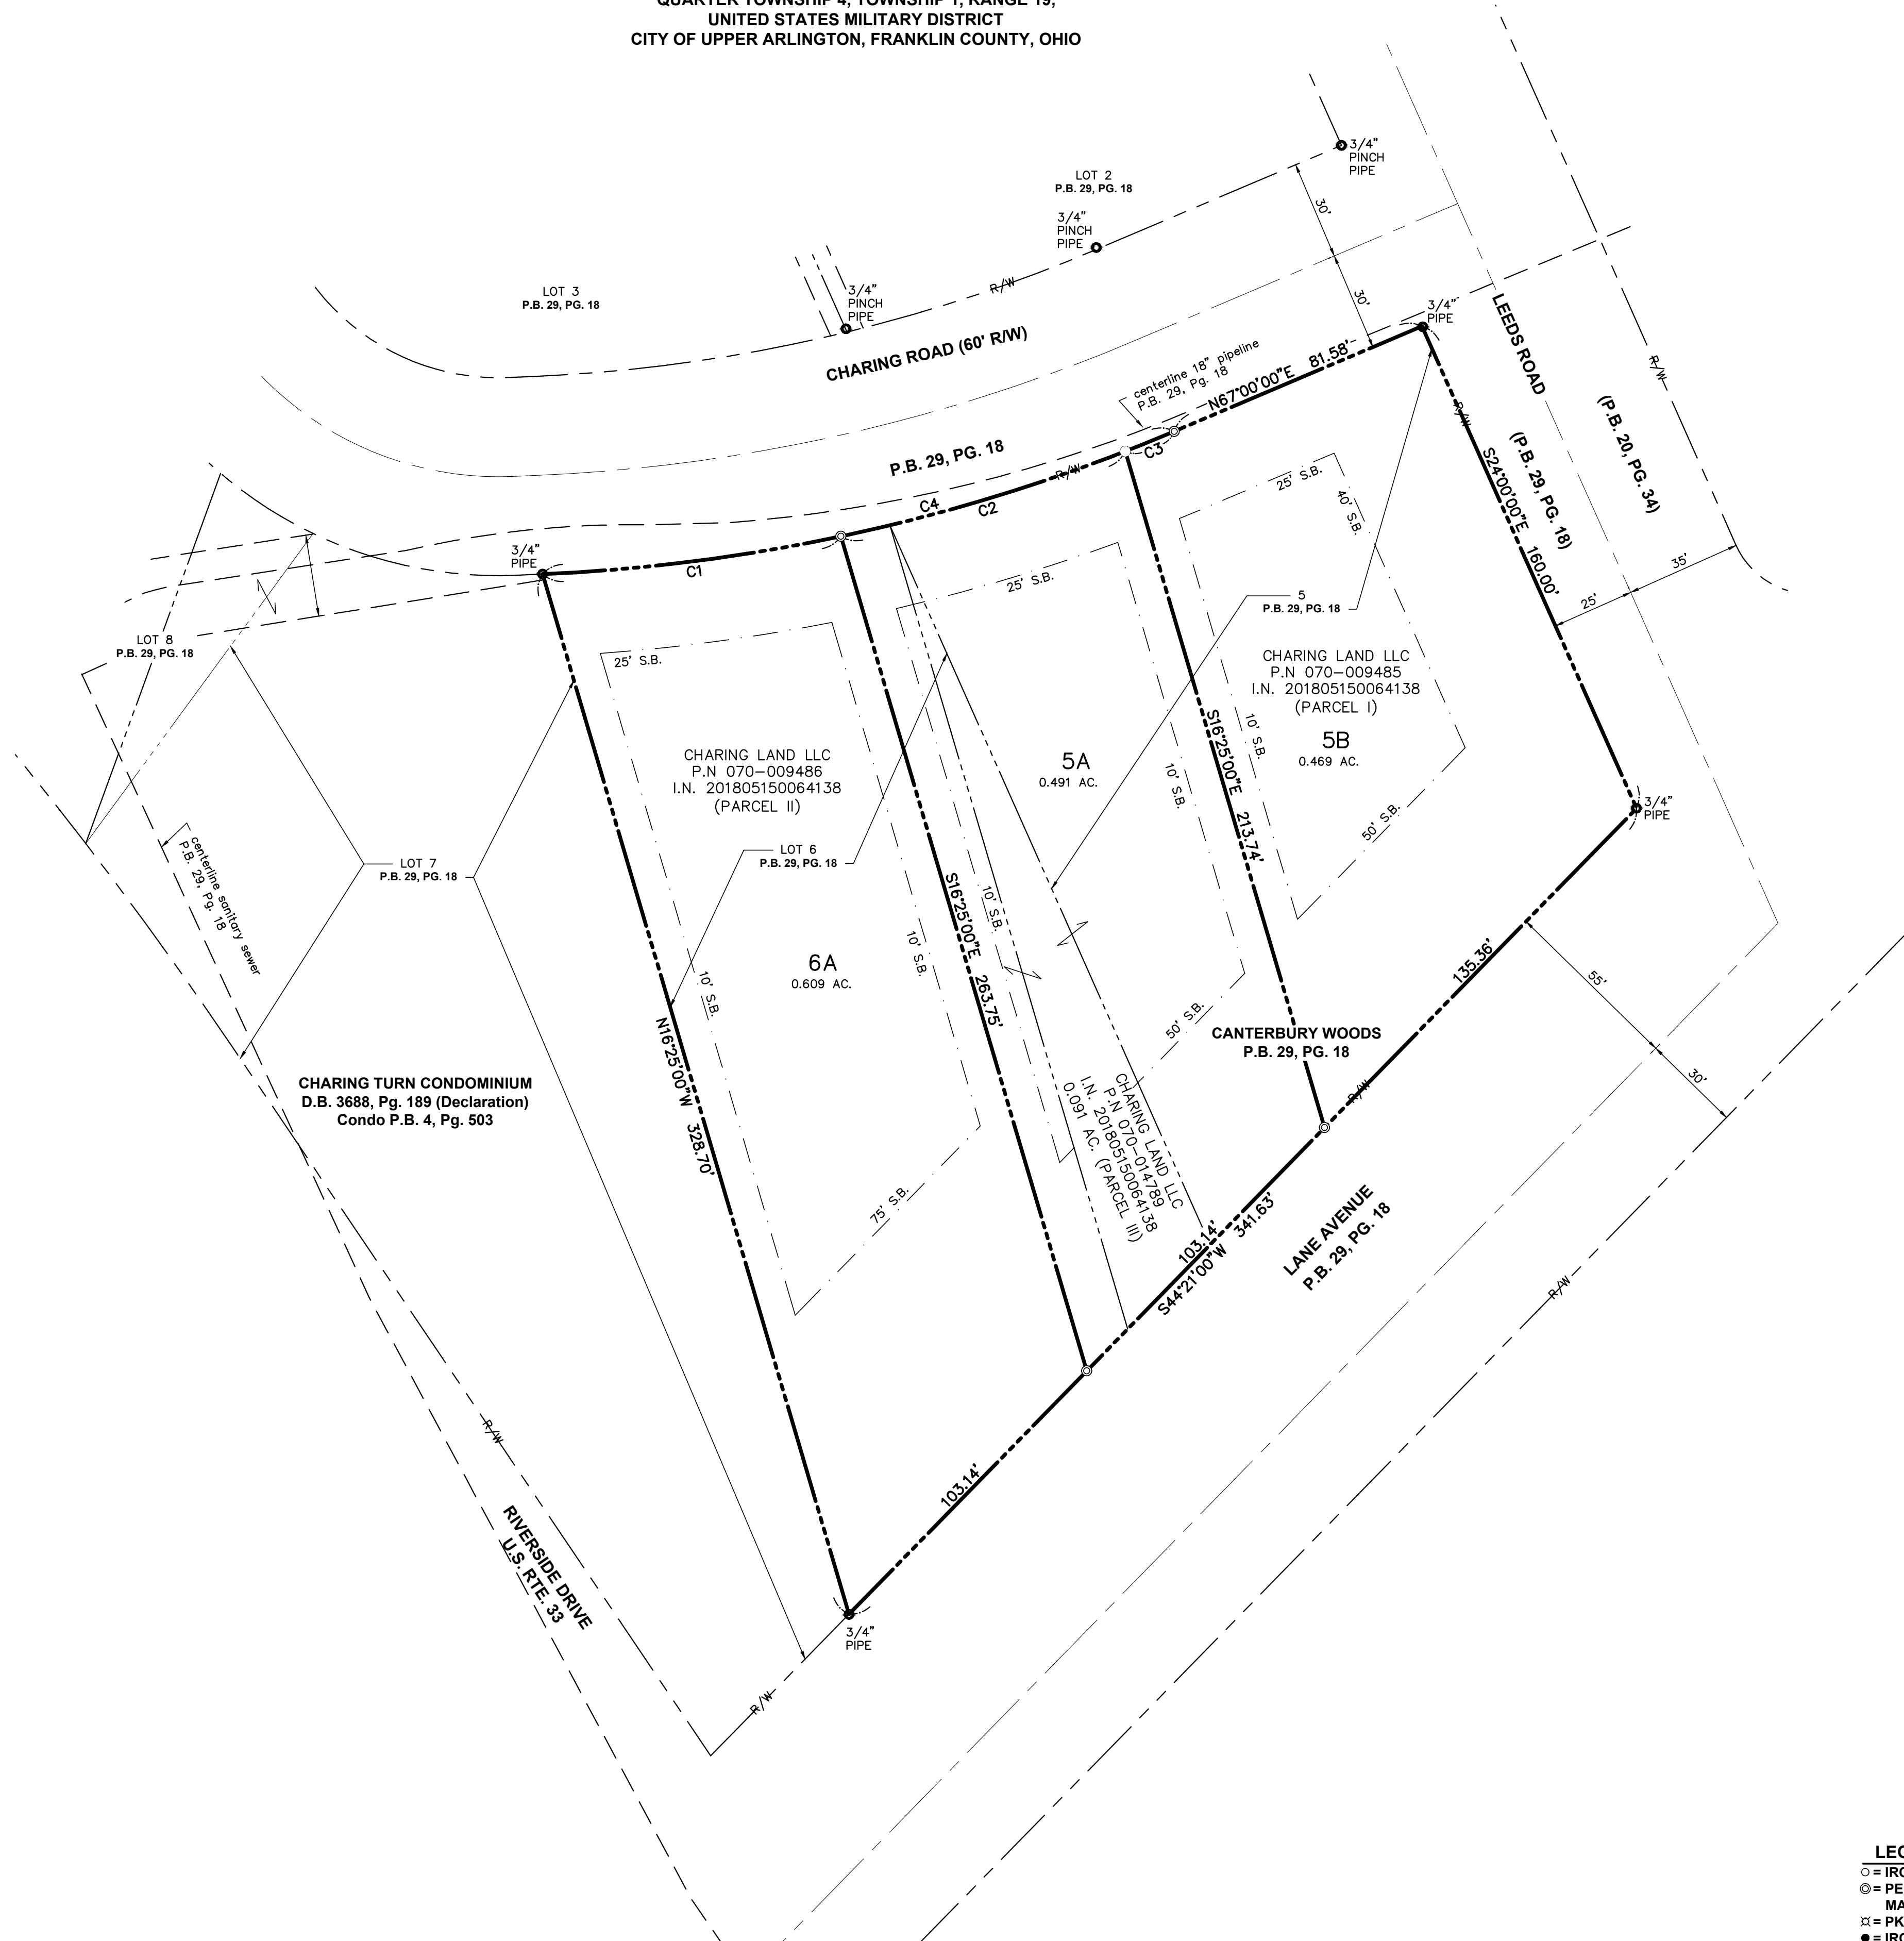 QUARTER TOWNSHIP 4, TOWNSHIP 1, RANGE 19,
UNITED STATES MILITARY DISTRICT
CITY OF UPPER ARLINGTON, FRANKLIN COUNTY, OHIO
3/4"
PINCH
PIPE
LOT 2
P.B. 29, PG. 18
30'
3/4"
PINCH
PIPE
R/W
LOT 3
P.B. 29, PG. 18
3/4"
PINCH
PIPE
30'
3/4"
PIPE
LEEDS ROAD
(P.B. 29, PG. 18)
(P.B. 20, PG. 34)
R/W
R/W
CHARING ROAD (60' R/W)
P.B. 29, PG. 18
centerline 18" pipeline
P.B. 29, Pg. 18
N67°00'00"E 81.58'
S24°00'00"E 160.00'
C3
R/W
C4
C2
C1
3/4"
PIPE
25' S.B.
40' S.B.
35'
25'
25' S.B.
25' S.B.
5
P.B. 29, PG. 18
LOT 8
P.B. 29, PG. 18
CHARING LAND LLC
P.N 070-009485
I.N. 201805150064138
(PARCEL I)
5B
0.469 AC.
10' S.B.
50' S.B.
3/4"
PIPE
S16°25'00"E 213.74'
5A
0.491 AC.
10' S.B.
CHARING LAND LLC
P.N 070-009486
I.N. 201805150064138
(PARCEL II)
LOT 6
P.B. 29, PG. 18
LOT 7
P.B. 29, PG. 18
centerline sanitary sewer
P.B. 29, Pg. 18
6A
0.609 AC.
10' S.B.
10' S.B.
10' S.B.
S16°25'00"E 263.75'
N16°25'00"W 328.70'
50' S.B.
135.36'
55'
30'
CANTERBURY WOODS
P.B. 29, PG. 18
R/W
CHARING LAND LLC
P.N 070-014789
I.N. 201805150064138
0.091 AC. (PARCEL III)
CHARING TURN CONDOMINIUM
D.B. 3688, Pg. 189 (Declaration)
Condo P.B. 4, Pg. 503
75' S.B.
103.14'
S44°21'00"W 341.63'
LANE AVENUE
P.B. 29, PG. 18
R/W
R/W
103.14'
RIVERSIDE DRIVE
U.S. RTE. 33
3/4"
PIPE
R/W
LEG
= IRO
= PE
MA
= PK
= IRO